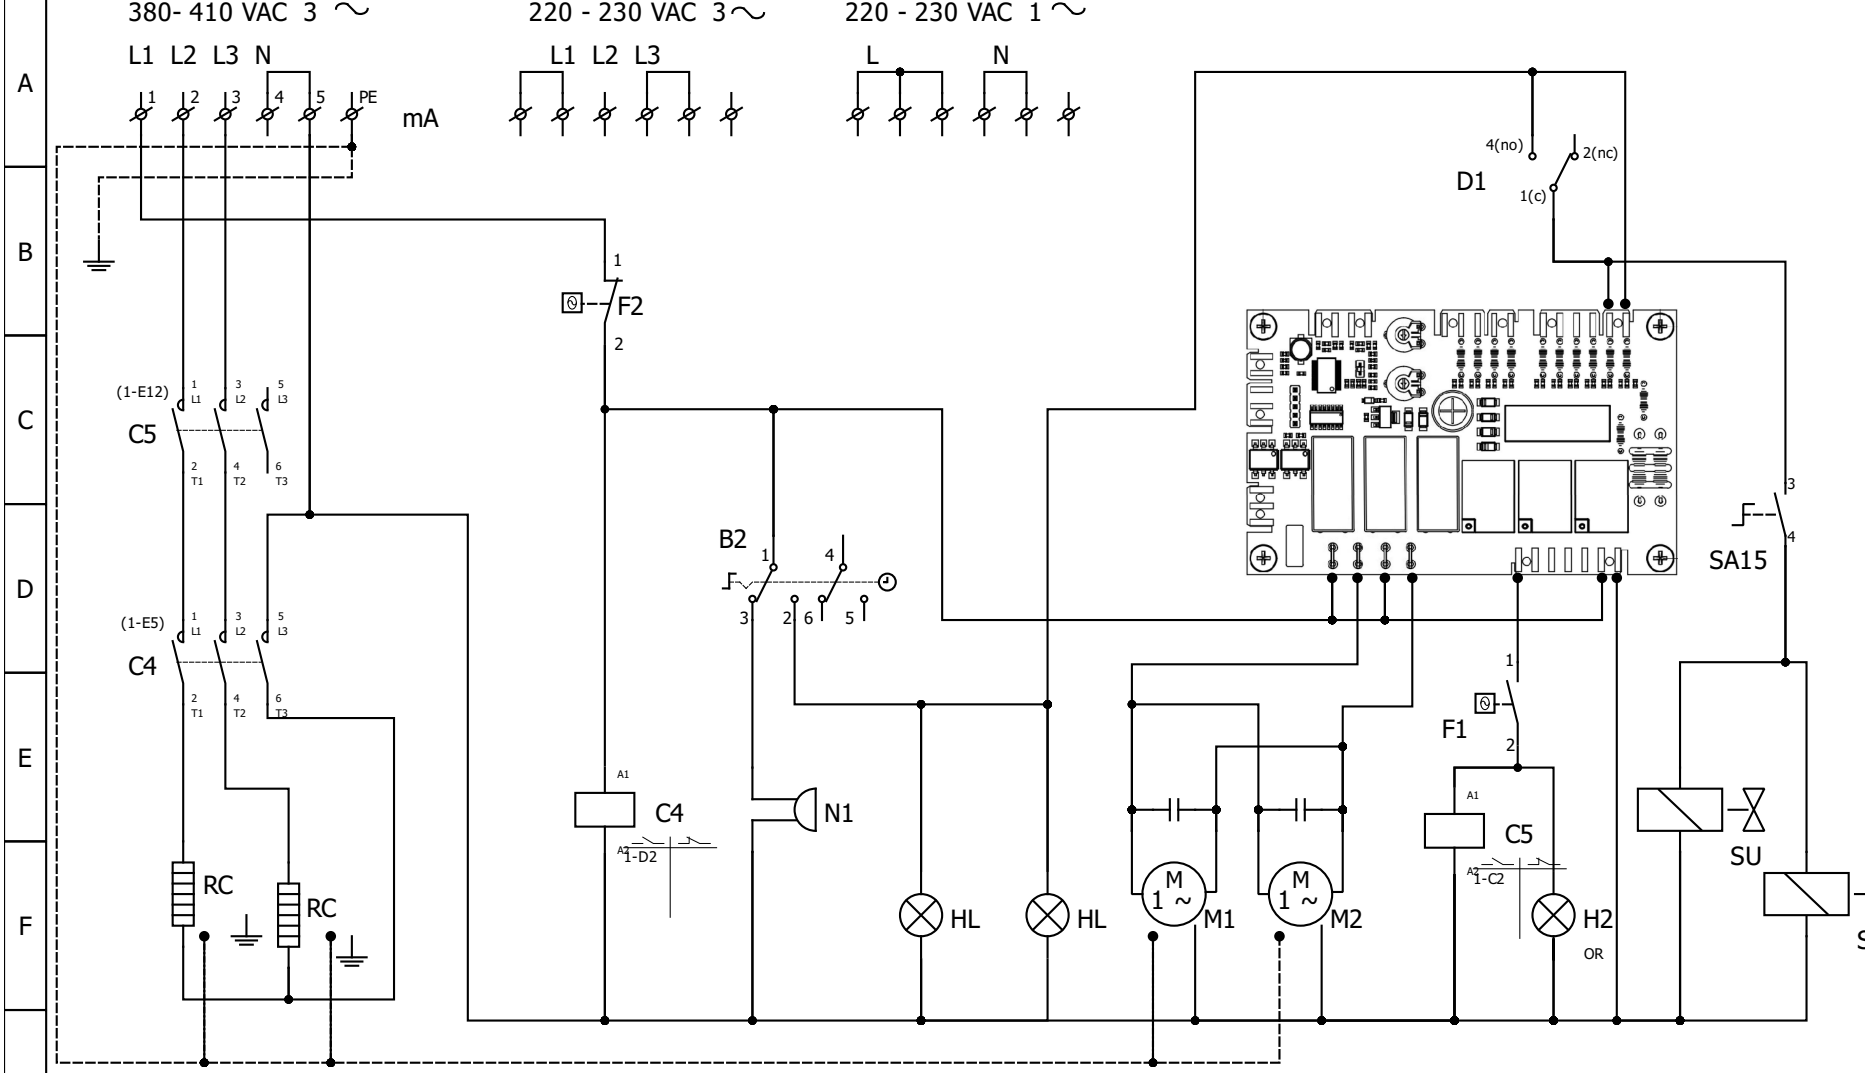 380- 410 VAC 3 ~
220 - 230 VAC 3 ~
220 - 230 VAC 1 ~
L1 L2 L3 N
L1 L2 L3
L N
A
1 2 3 4 5 PE
mA
4(no)
2(nc)
D1
1(c)
B
1
F2
2
C
(1-E12)
1 3 5
L1 L2 L3
C5
2 4 6
T1 T2 T3
3
4
SA15
B2
1 4
D
3 2 6 5
(1-E5)
1 3 5
L1 L2 L3
C4
2 4 6
T1 T2 T3
1
F1
2
E
A1
C4
A2
1-D2
N1
A1
C5
A2
1-C2
SU
RC
RC
F
HL
HL
M
1 ~
M1
M
1 ~
M2
H2
OR
S